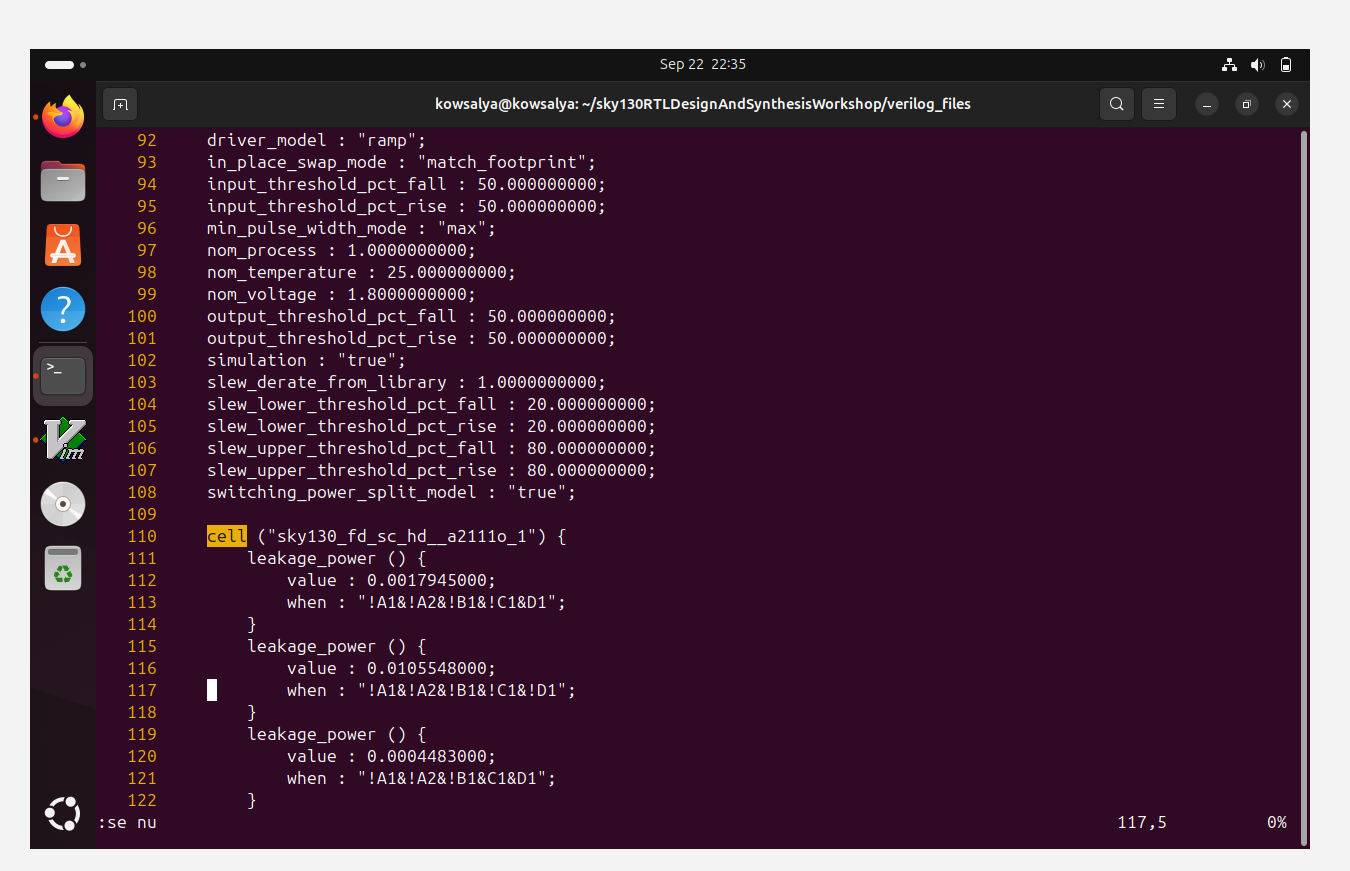 Sep 22 22:35
kowsalya@kowsalya: ~/sky130RTLDesignAndSynthesisWorkshop/verilog_files
92 driver_model : "ramp";
93 in_place_swap_mode : "match_footprint";
94 input_threshold_pct_fall : 50.000000000;
95 input_threshold_pct_rise : 50.000000000;
96 min_pulse_width_mode : "max";
97 nom_process : 1.0000000000;
98 nom_temperature : 25.000000000;
99 nom_voltage : 1.8000000000;
100 output_threshold_pct_fall : 50.000000000;
101 output_threshold_pct_rise : 50.000000000;
102 simulation : "true";
103 slew_derate_from_library : 1.0000000000;
104 slew_lower_threshold_pct_fall : 20.000000000;
105 slew_lower_threshold_pct_rise : 20.000000000;
106 slew_upper_threshold_pct_fall : 80.000000000;
107 slew_upper_threshold_pct_rise : 80.000000000;
108 switching_power_split_model : "true";
109
110 cell ("sky130_fd_sc_hd__a2111o_1") {
111 leakage_power () {
112 value : 0.0017945000;
113 when : "!A1&!A2&!B1&!C1&D1";
114 }
115 leakage_power () {
116 value : 0.0105548000;
117 when : "!A1&!A2&!B1&!C1&!D1";
118 }
119 leakage_power () {
120 value : 0.0004483000;
121 when : "!A1&!A2&!B1&C1&D1";
122 }
:se nu 117,5 0%
?
>_
Vim